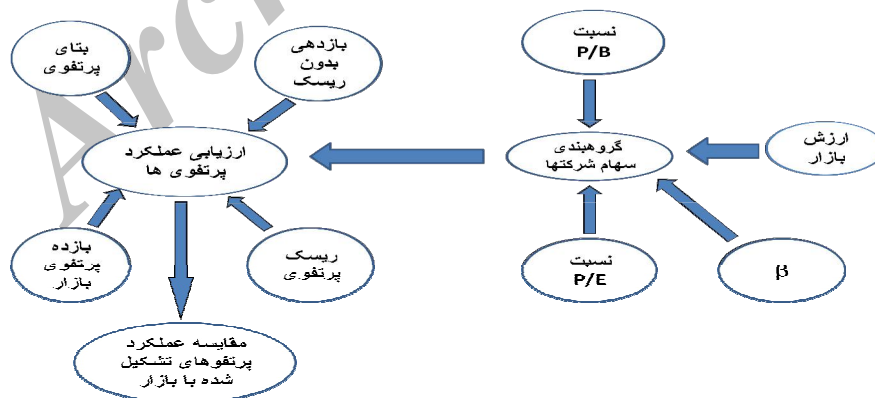 نسبت
P/B
ارزش
بازار
گروهبندی
سهام شرکتها
نسبت
P/E
β
بازدهی
بدون
ریسک
بتای
پرتفوی
ارزیابی عملکرد
پرتفوی ها
ریسک
پرتفوی
بازده
پرتفوی
بازار
مقایسه عملکرد
پرتفوهای تشکیل
شده با بازار
Arc